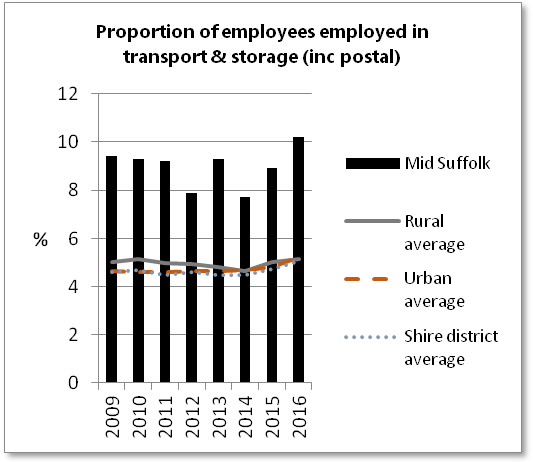 Proportion of employees employed in
transport & storage (inc postal)
12
10
8
6
4
2
0
%
2009
2010
2011
2012
2013
2014
2015
2016
Mid Suffolk
Rural
average
Urban
average
Shire district
average